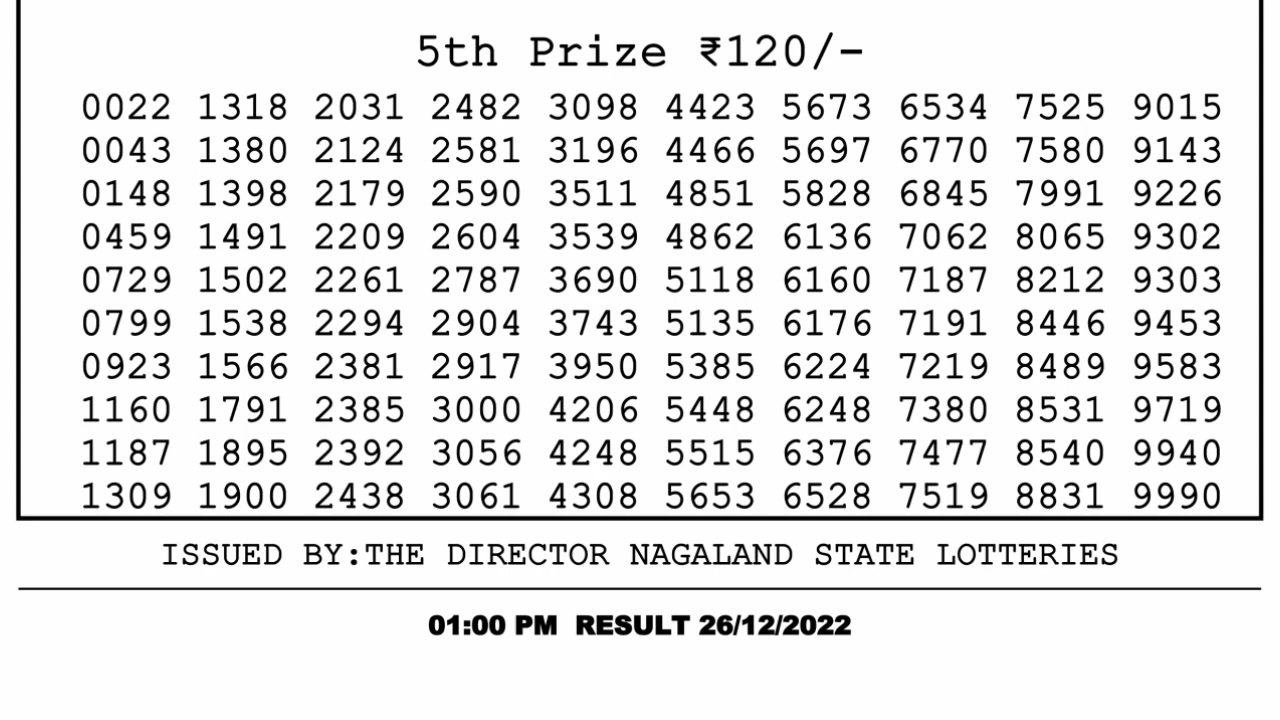 5th Prize ₹120/-
0022 1318 2031 2482 3098 4423 5673 6534 7525 9015
0043 1380 2124 2581 3196 4466 5697 6770 7580 9143
0148 1398 2179 2590 3511 4851 5828 6845 7991 9226
0459 1491 2209 2604 3539 4862 6136 7062 8065 9302
0729 1502 2261 2787 3690 5118 6160 7187 8212 9303
0799 1538 2294 2904 3743 5135 6176 7191 8446 9453
0923 1566 2381 2917 3950 5385 6224 7219 8489 9583
1160 1791 2385 3000 4206 5448 6248 7380 8531 9719
1187 1895 2392 3056 4248 5515 6376 7477 8540 9940
1309 1900 2438 3061 4308 5653 6528 7519 8831 9990
ISSUED BY:THE DIRECTOR NAGALAND STATE LOTTERIES
01:00 PM RESULT 26/12/2022